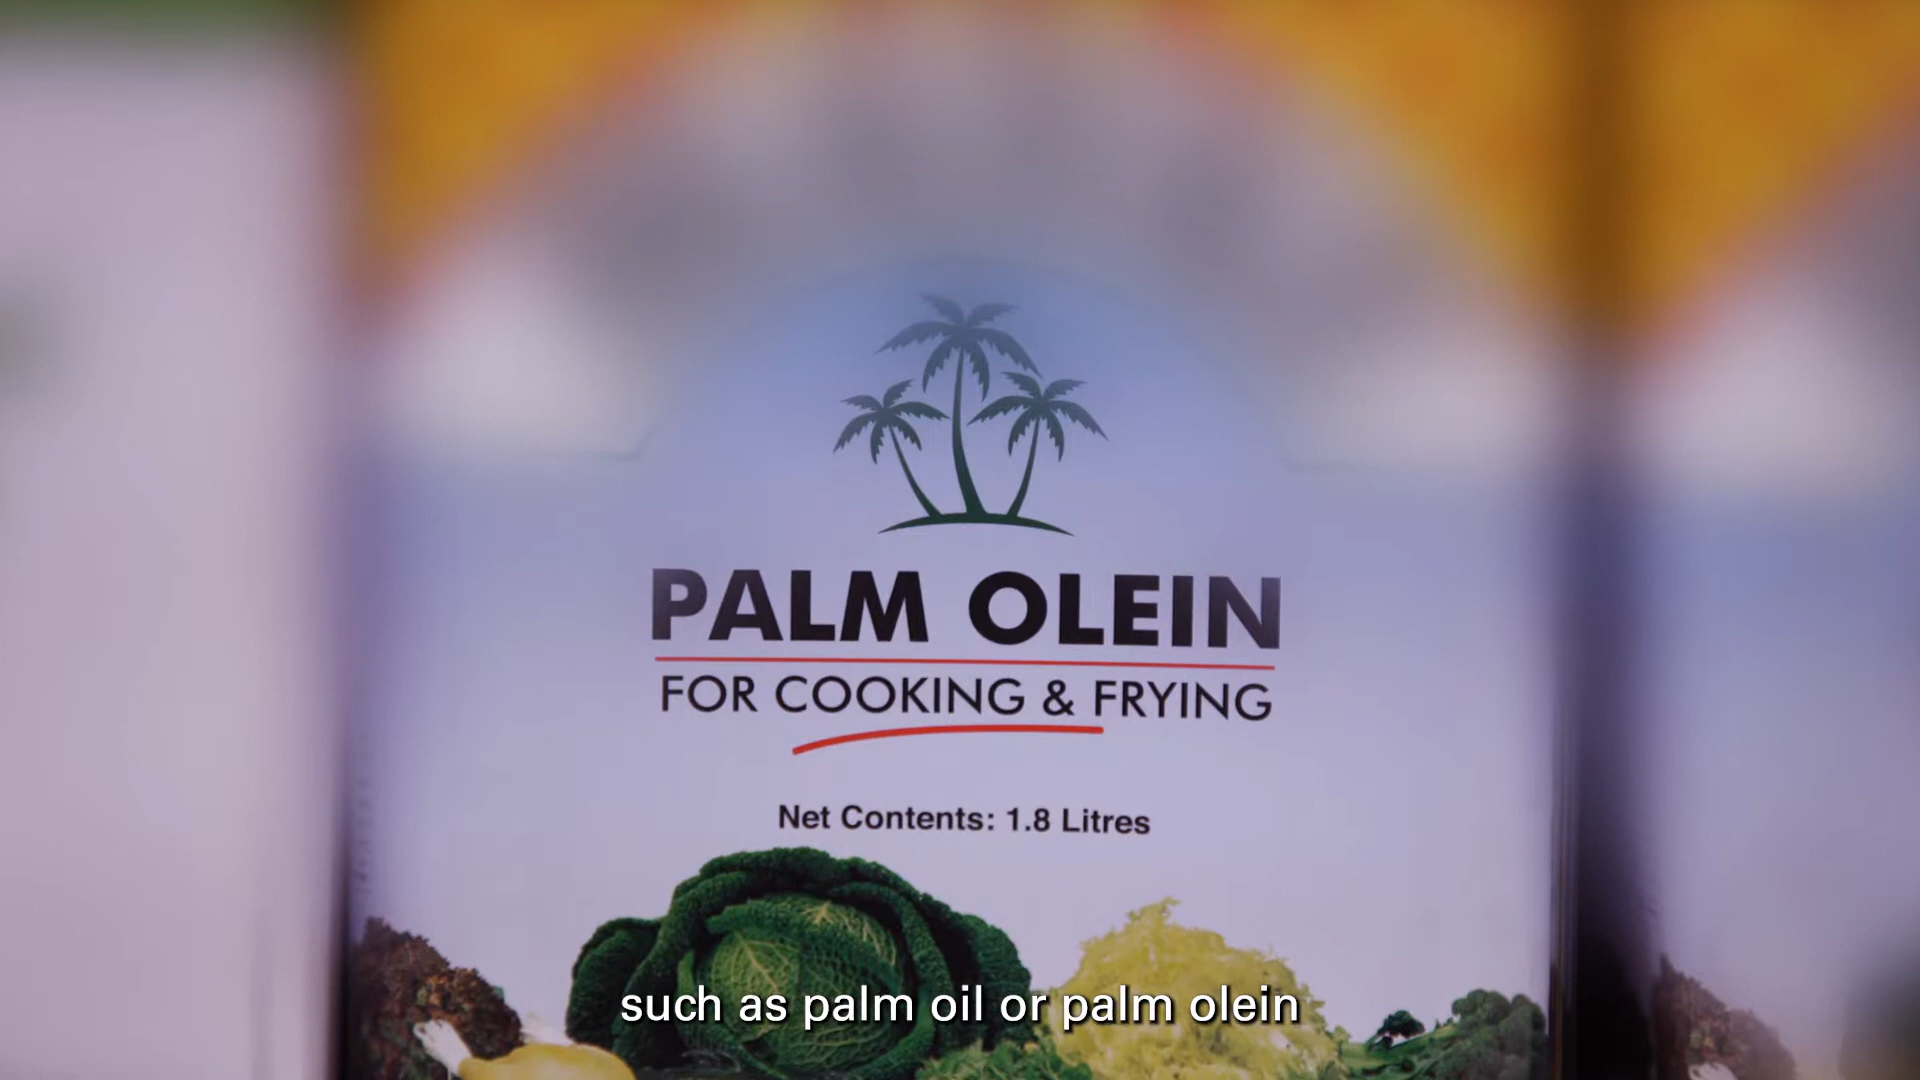 PALM OLEIN
FOR COOKING & FRYING
Net Contents: 1.8 Litres
such as palm oil or palm olein